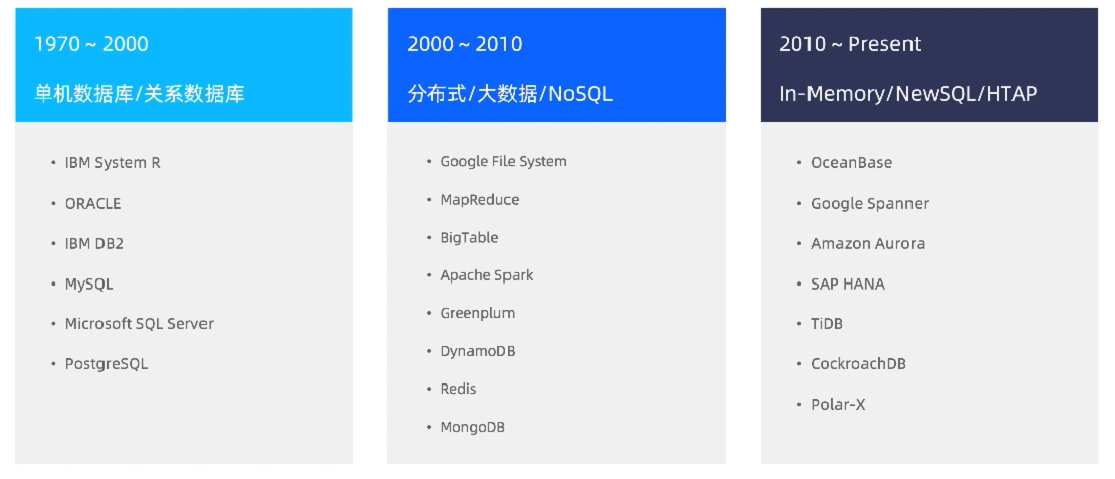 1970 ~ 2000
单机数据库/关系数据库
• IBM System R
• ORACLE
• IBM DB2
• MySQL
• Microsoft SQL Server
• PostgreSQL
2000 ~ 2010
分布式/大数据/NoSQL
• Google File System
• MapReduce
• BigTable
• Apache Spark
• Greenplum
• DynamoDB
• Redis
• MongoDB
2010 ~ Present
In-Memory/NewSQL/HTAP
• OceanBase
• Google Spanner
• Amazon Aurora
• SAP HANA
• TiDB
• CockroachDB
• Polar-X